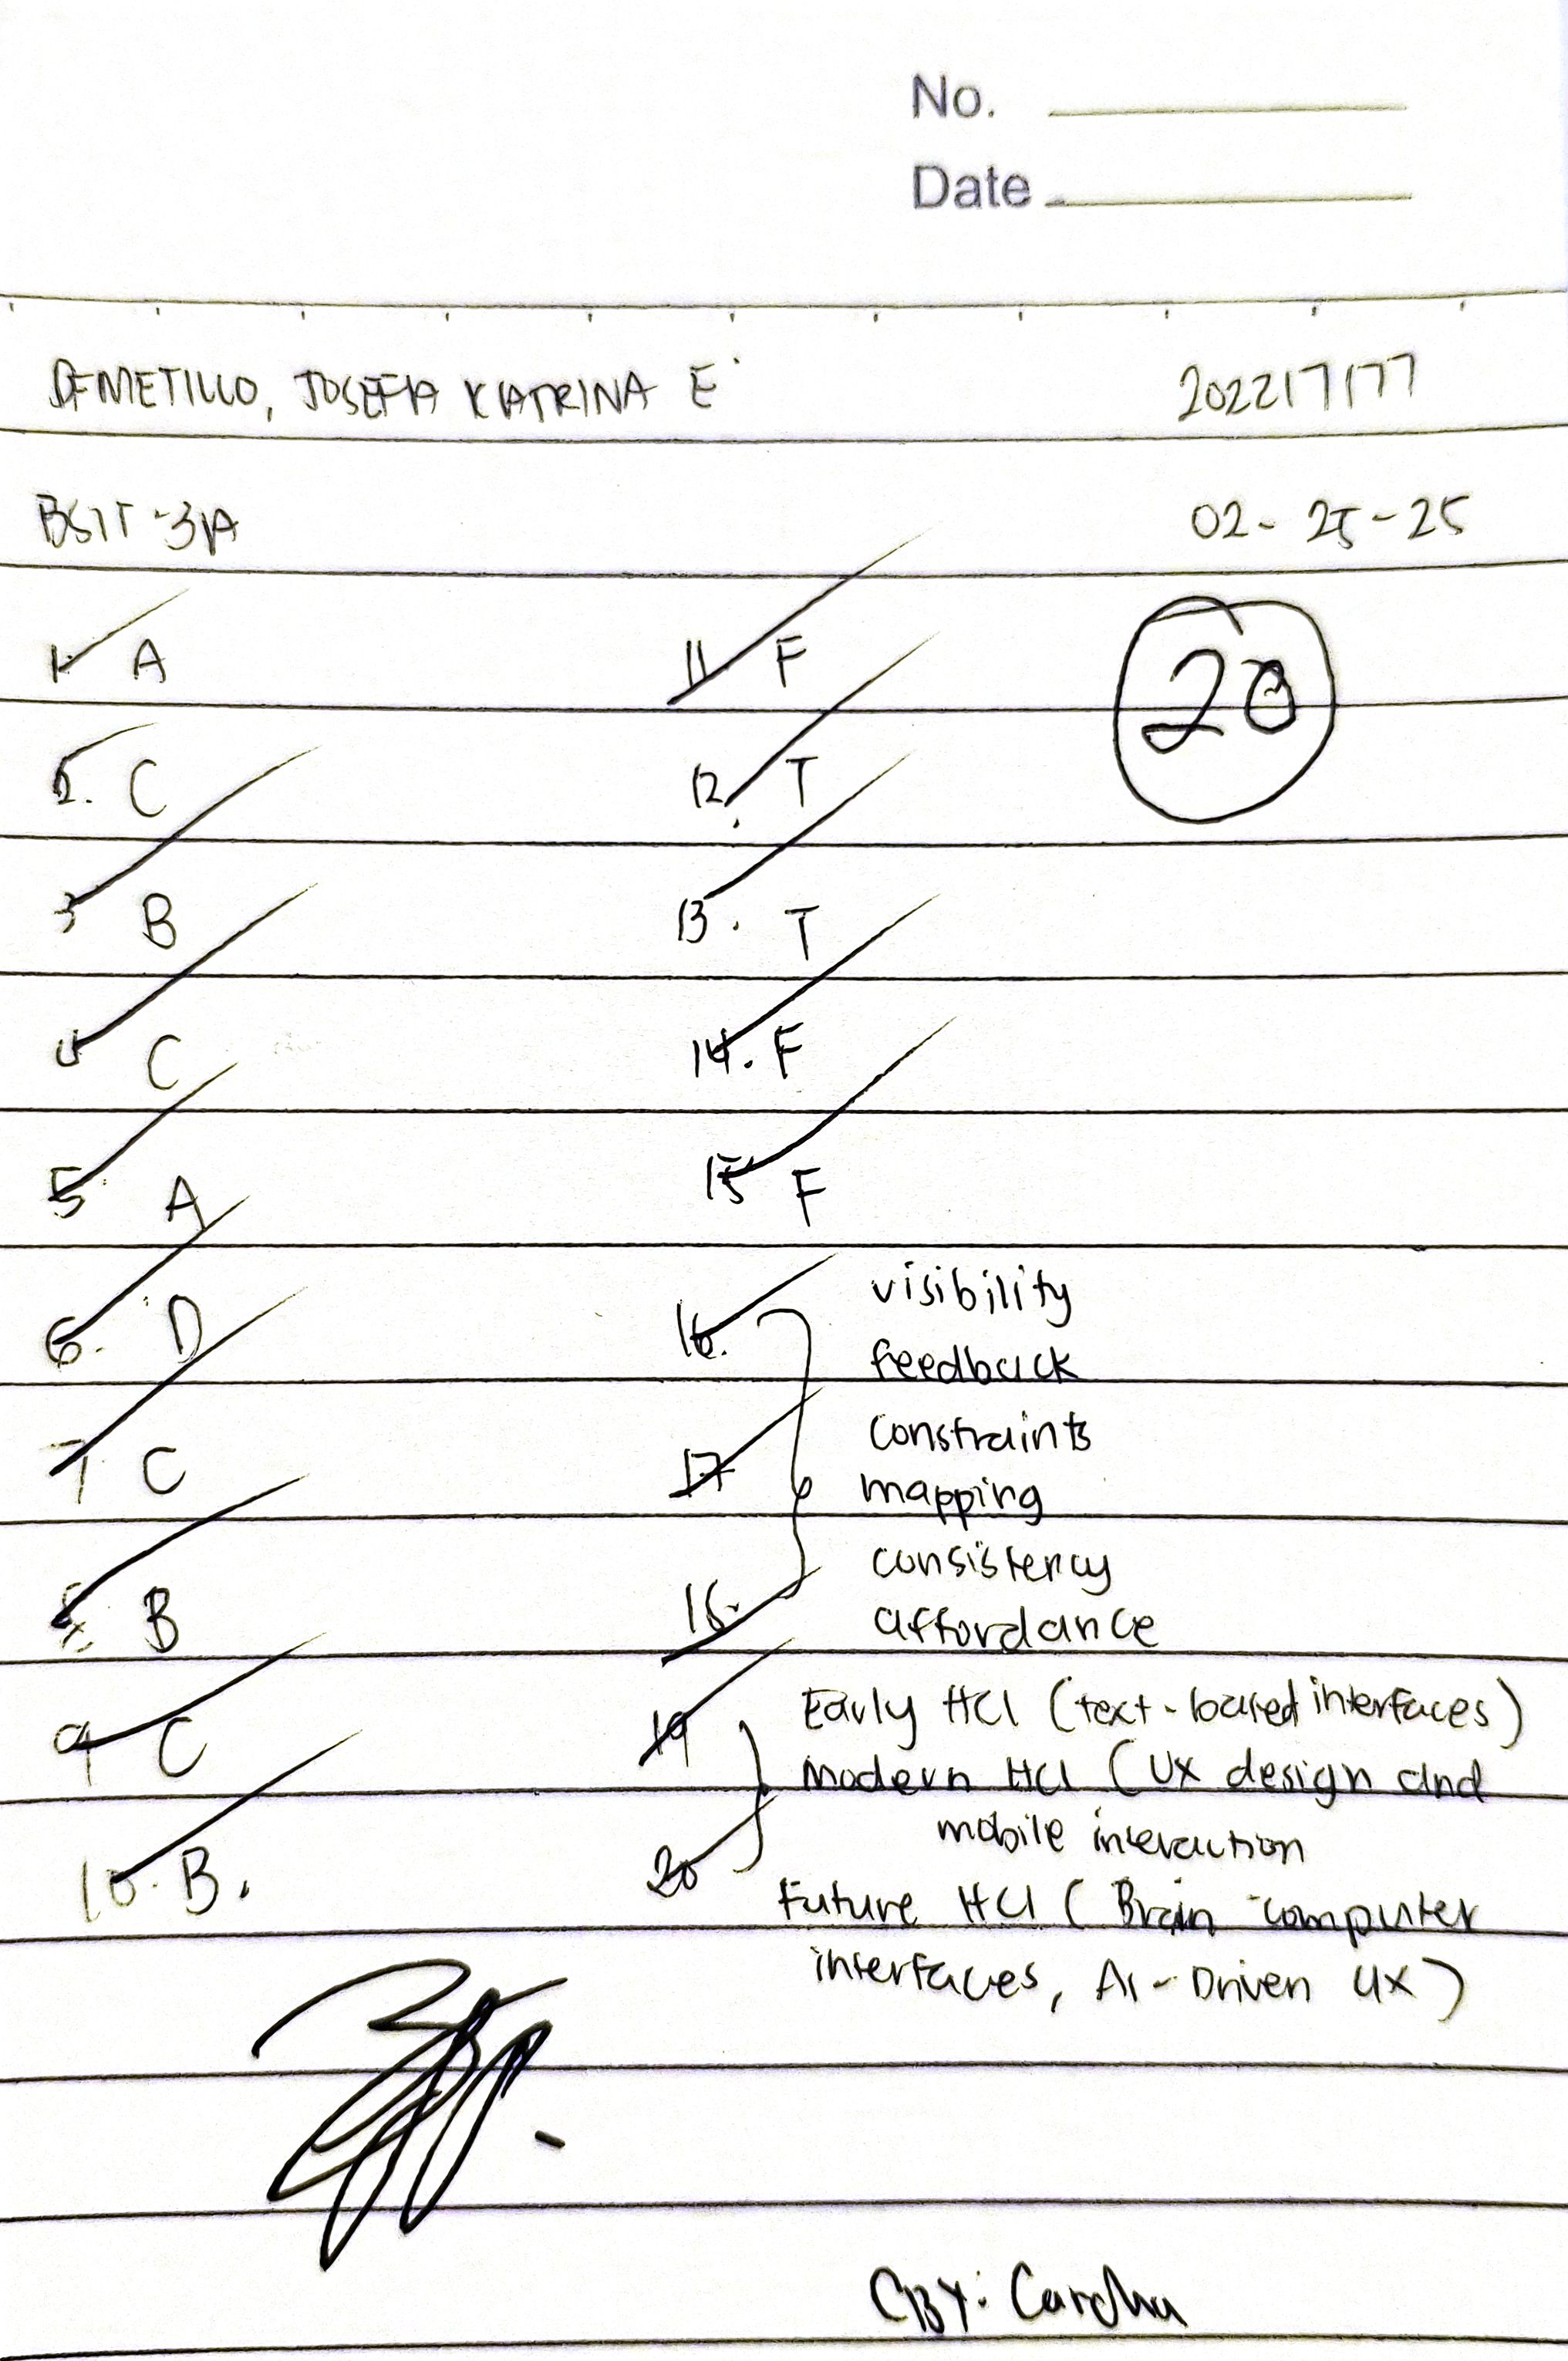 No.
Date
DEMETILLO, JOSEFA KATRINA E. 202217177
BSIT-3A 02-25-25
1. A 11 F 20
2. C 12. T
3 B 13. T
4 C 14. F
5. A 15 F
6. D 16. visibility
feedback
7 C 17 constraints
mapping
8. B 18. consistency
affordance
9 C 19 Early HCI (text-based interfaces)
Modern HCI (UX design and
mobile interaction
10. B. 20 Future HCI (Brain computer
interfaces, AI-Driven UX)
CBY: